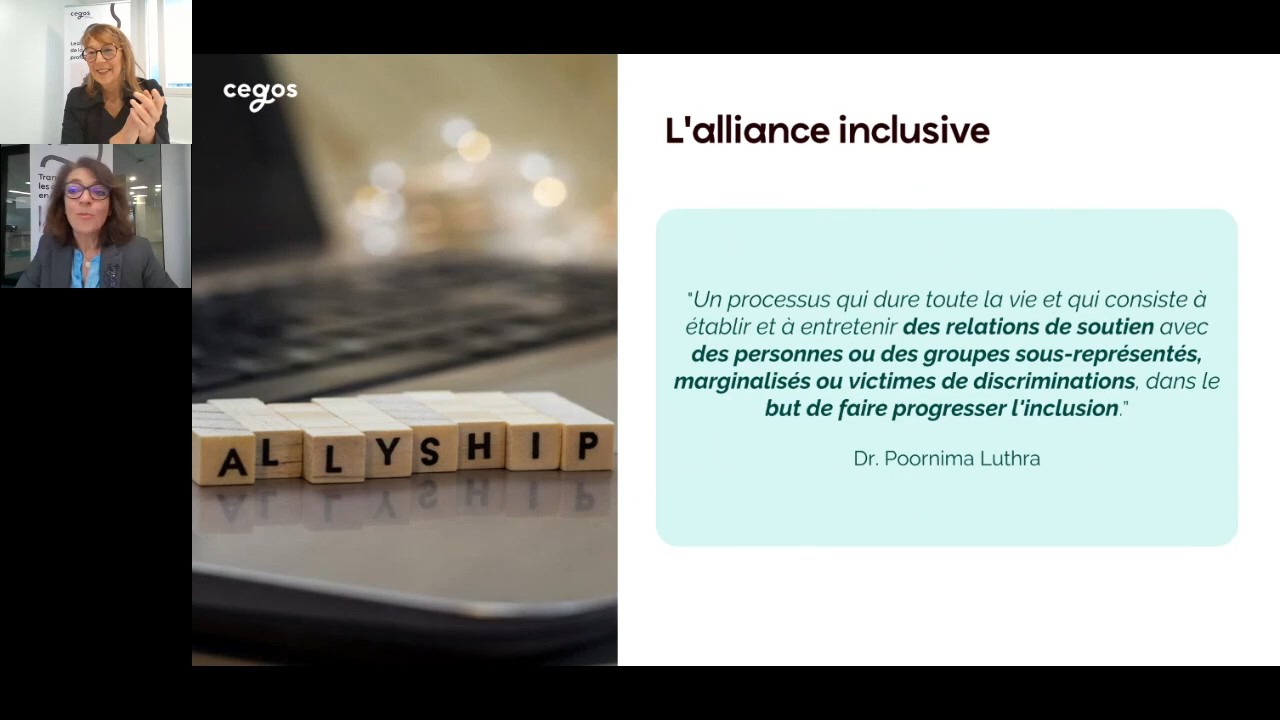 cegos
cegos
L'alliance inclusive
"Un processus qui dure toute la vie et qui consiste à
établir et à entretenir des relations de soutien avec
des personnes ou des groupes sous-représentés,
marginalisés ou victimes de discriminations, dans le
but de faire progresser l'inclusion."
Dr. Poornima Luthra
ALLYSHIP